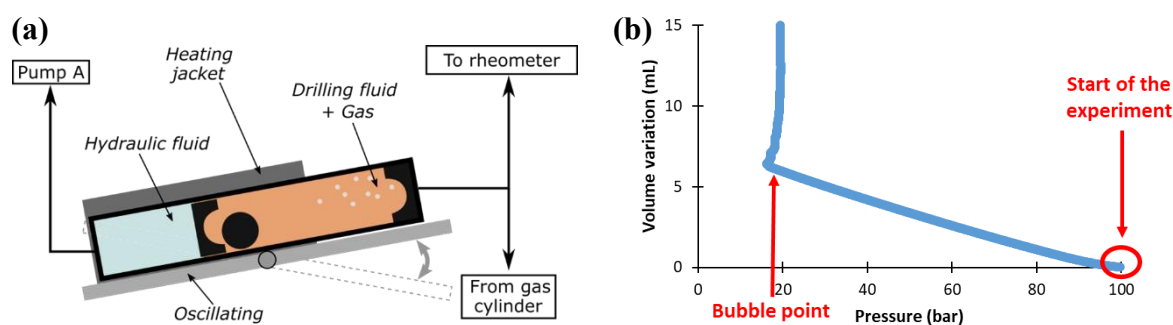 (a)
Pump A
Heating
jacket
To rheometer
Drilling fluid
+ Gas
Hydraulic fluid
From gas
cylinder
Oscillating
(b)
Volume variation (mL)
15
10
5
0
0
20
40
60
80
100
Pressure (bar)
Bubble point
Start of the
experiment